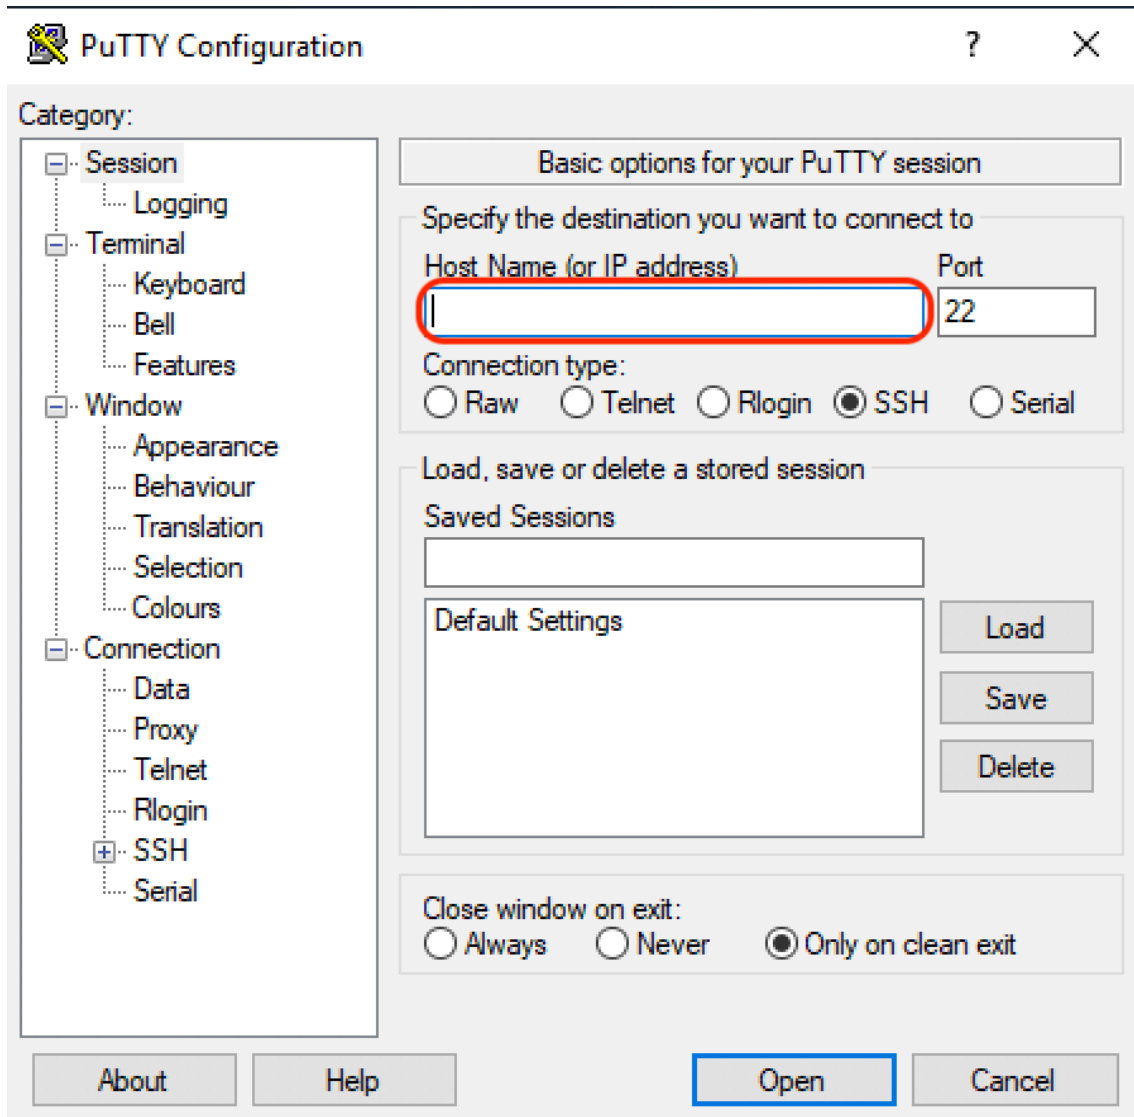 PuTTY Configuration
?
Category:
Session
Logging
Terminal
Keyboard
Bell
Features
Window
Appearance
Behaviour
Translation
Selection
Colours
Connection
Data
Proxy
Telnet
Rlogin
SSH
Serial
Basic options for your PuTTY session
Specify the destination you want to connect to
Host Name (or IP address) Port
22
Connection type:
Raw Telnet Rlogin SSH Serial
Load, save or delete a stored session
Saved Sessions
Default Settings
Load
Save
Delete
Close window on exit:
Always Never Only on clean exit
About Help Open Cancel